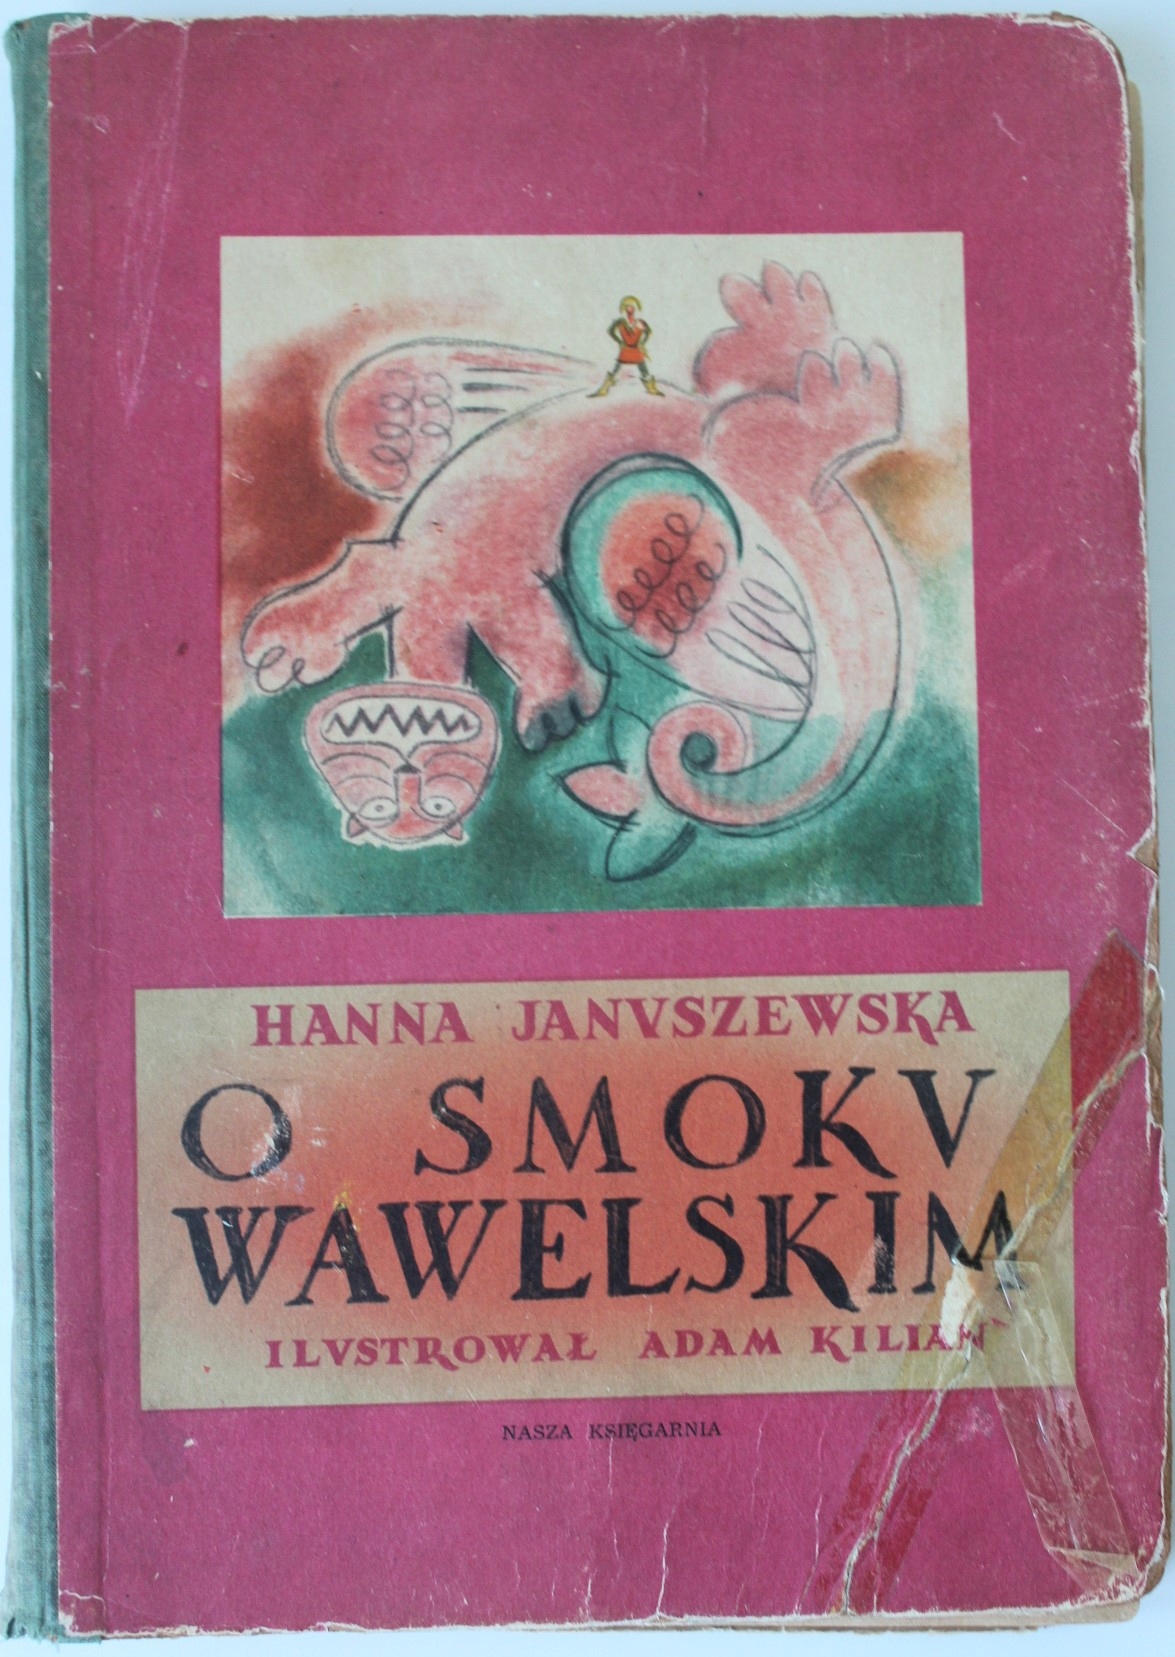 HANNA JANVSZEWSKA
O SMOKV
WAWELSKIM
ILVSTROWAŁ ADAM KILIAN
NASZA KSIĘGARNIA